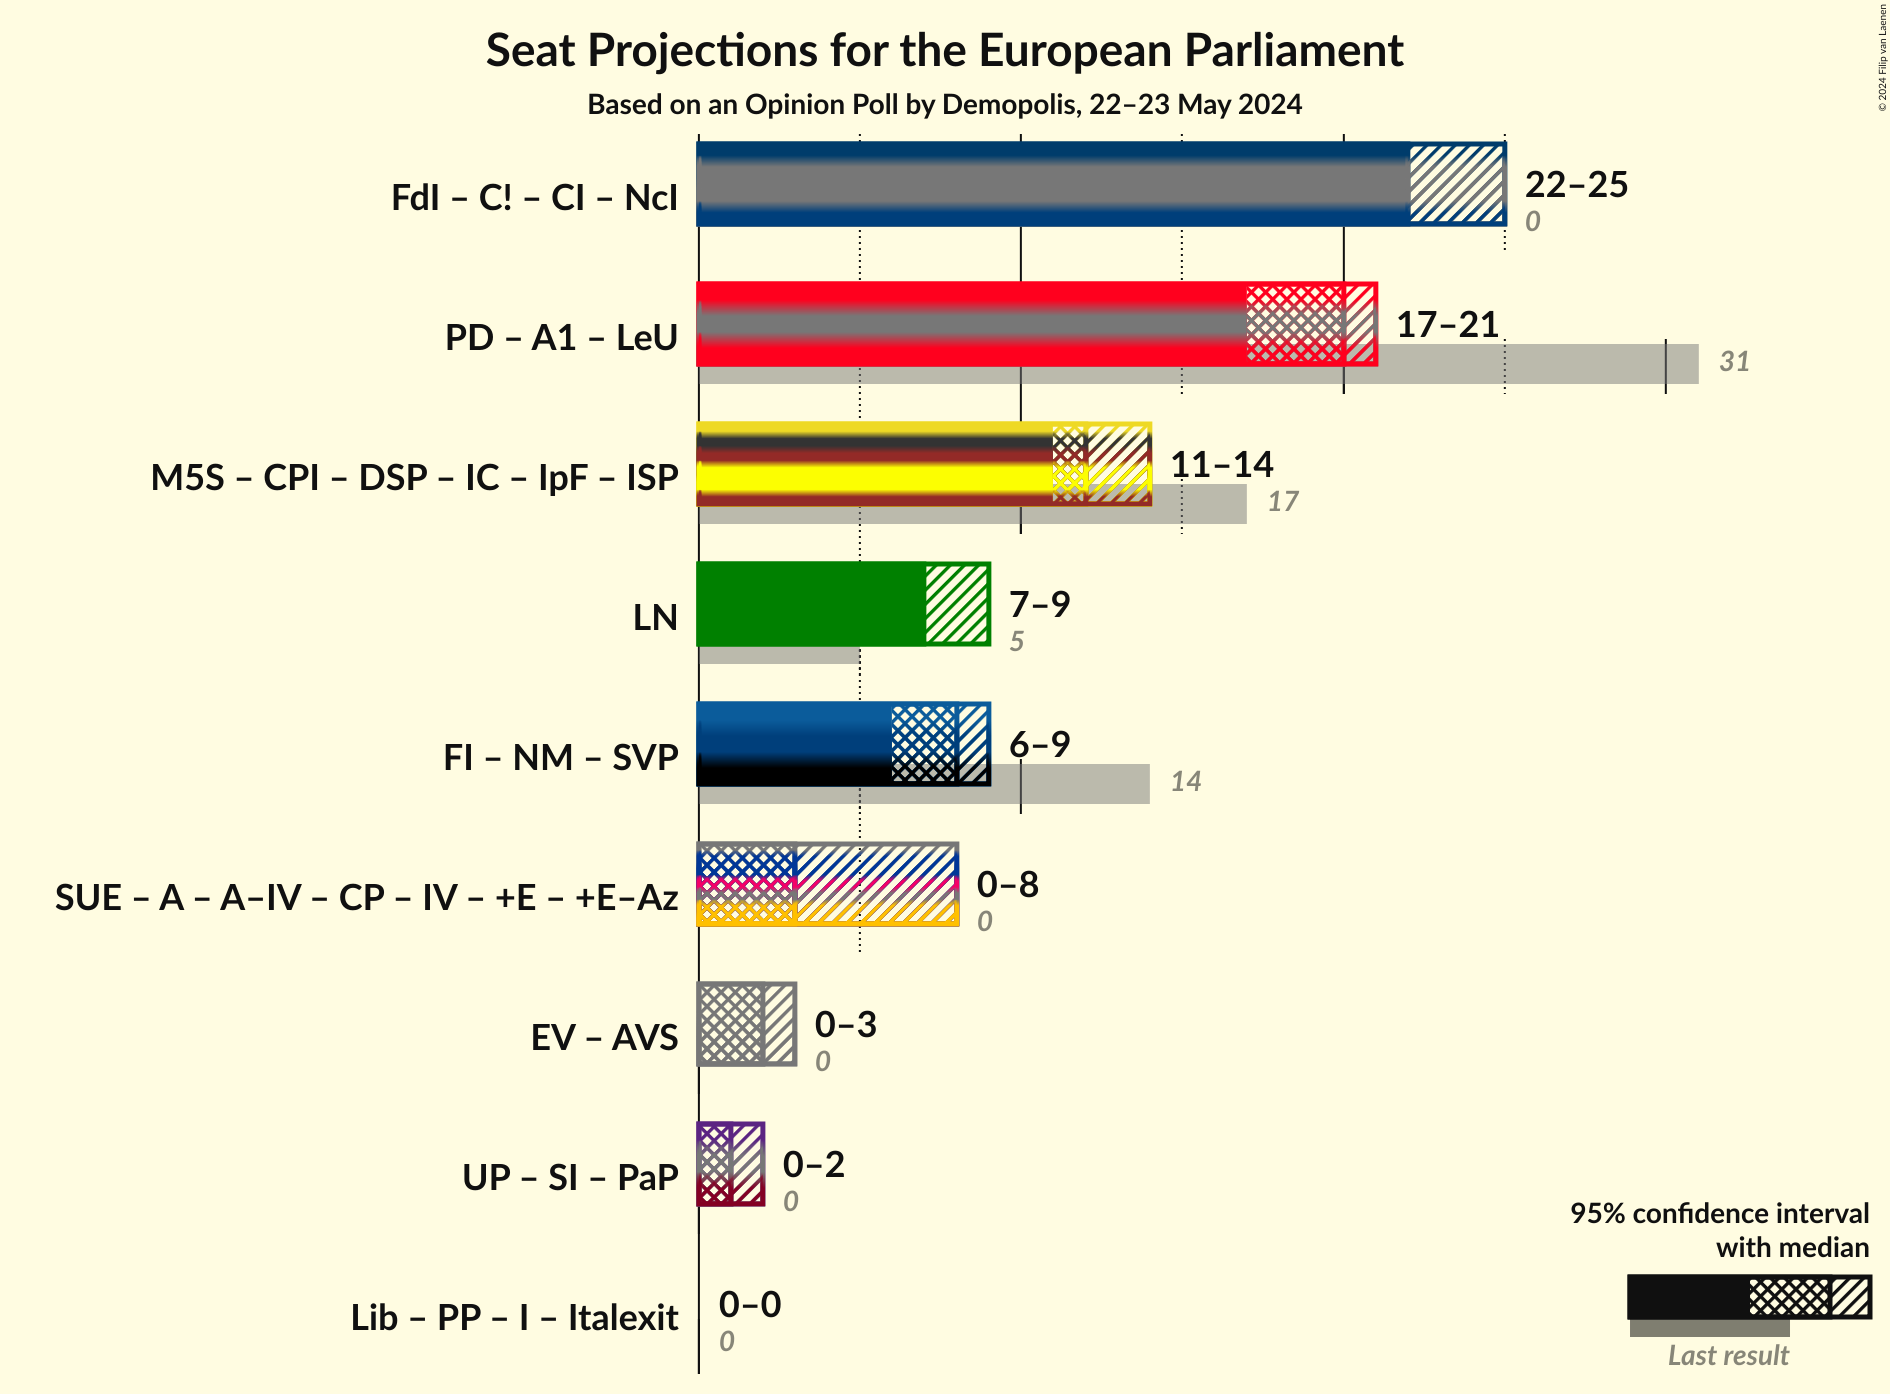 Seat Projections for the European Parliament
Based on an Opinion Poll by Demopolis, 22–23 May 2024
© 2024 Filip van Laenen
FdI – C! – CI – NcI
22–25
0
PD – A1 – LeU
17–21
31
M5S – CPI – DSP – IC – IpF – ISP
11–14
17
LN
7–9
5
FI – NM – SVP
6–9
14
SUE – A – A–IV – CP – IV – +E – +E–Az
0–8
0
EV – AVS
0–3
0
UP – SI – PaP
0–2
0
Lib – PP – I – Italexit
0–0
0
95% confidence interval
with median
Last result